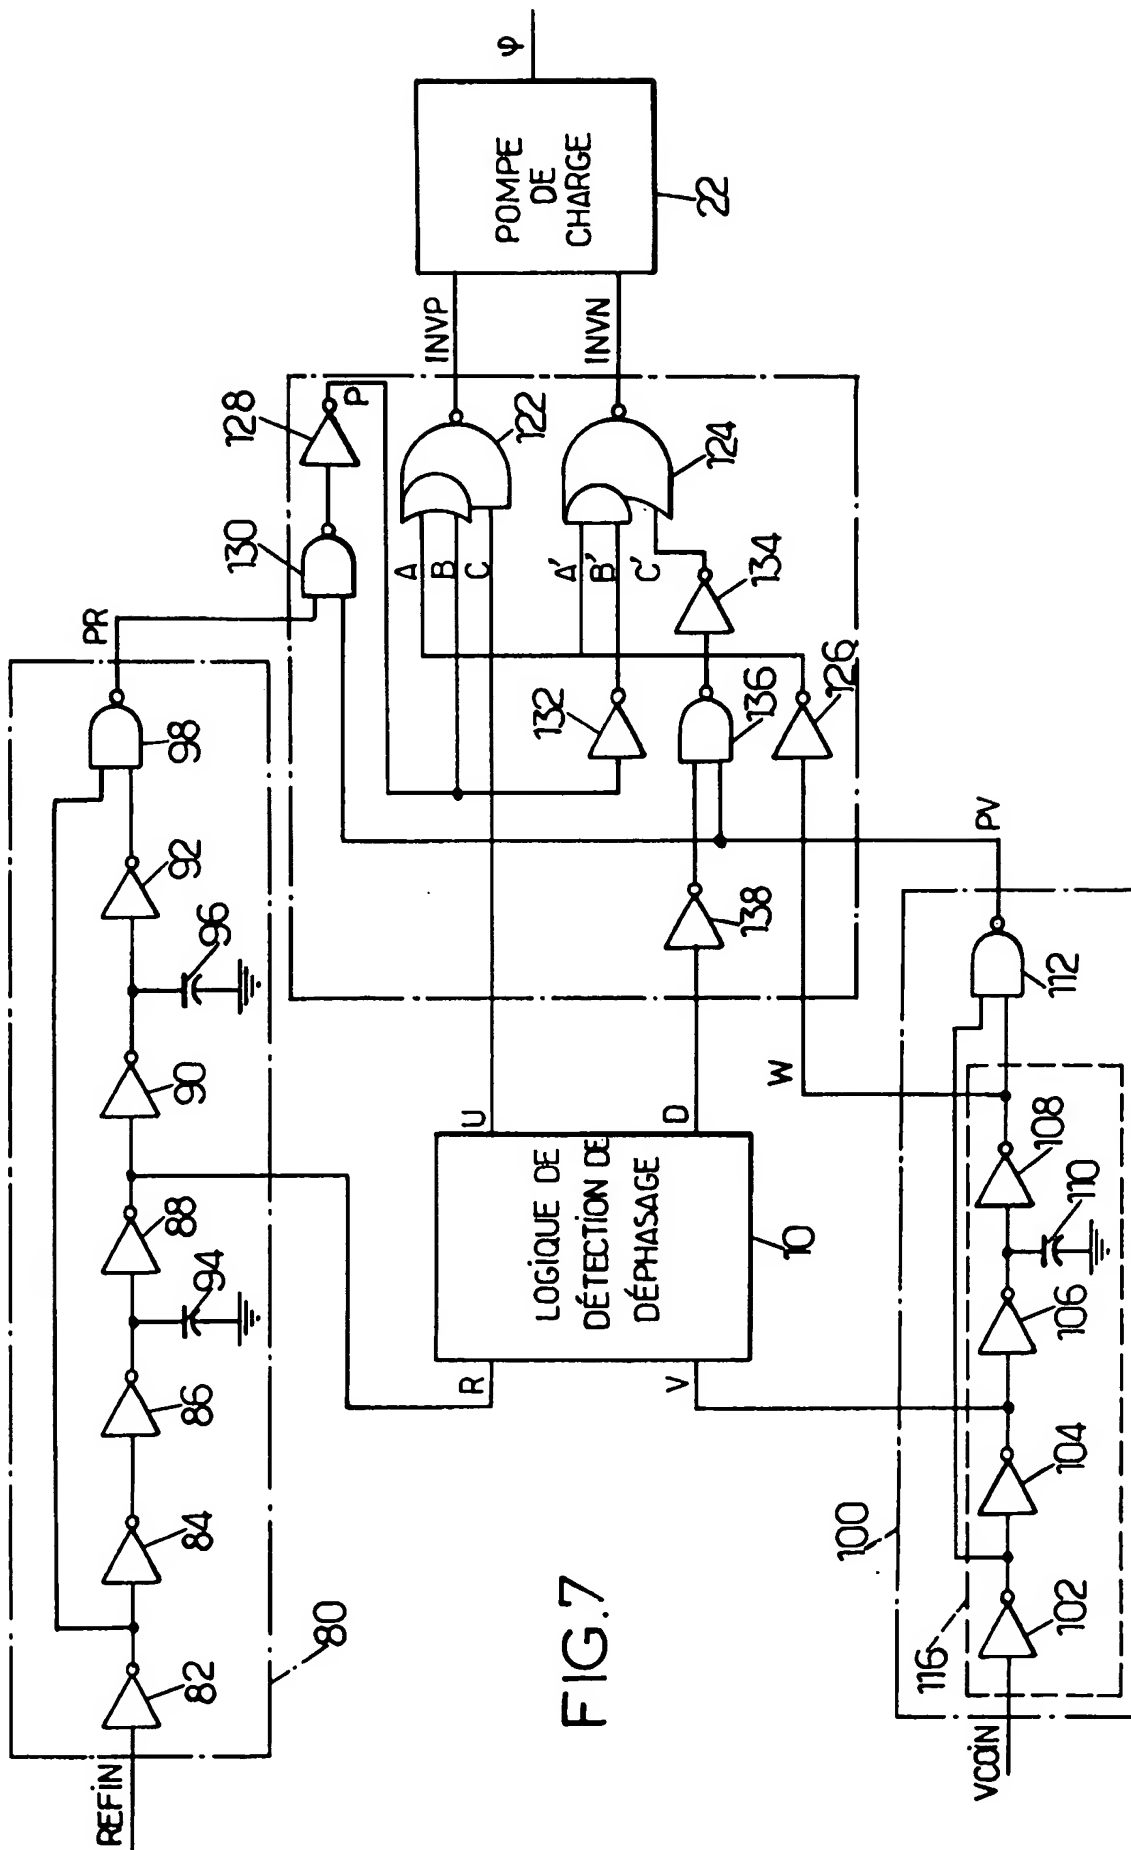 REFIN
82
84
86
88
90
92
94
96
98
80
PR
130
128
P
A
B
C
122
INVP
A'
B'
C'
124
INVN
132
134
136
138
126
POMPE
DE
CHARGE
22
φ
LOGIQUE DE
DÉTECTION DE
DÉPHASAGE
10
R
V
U
D
W
PV
VCOIN
102
104
106
108
110
112
116
100
FIG.7